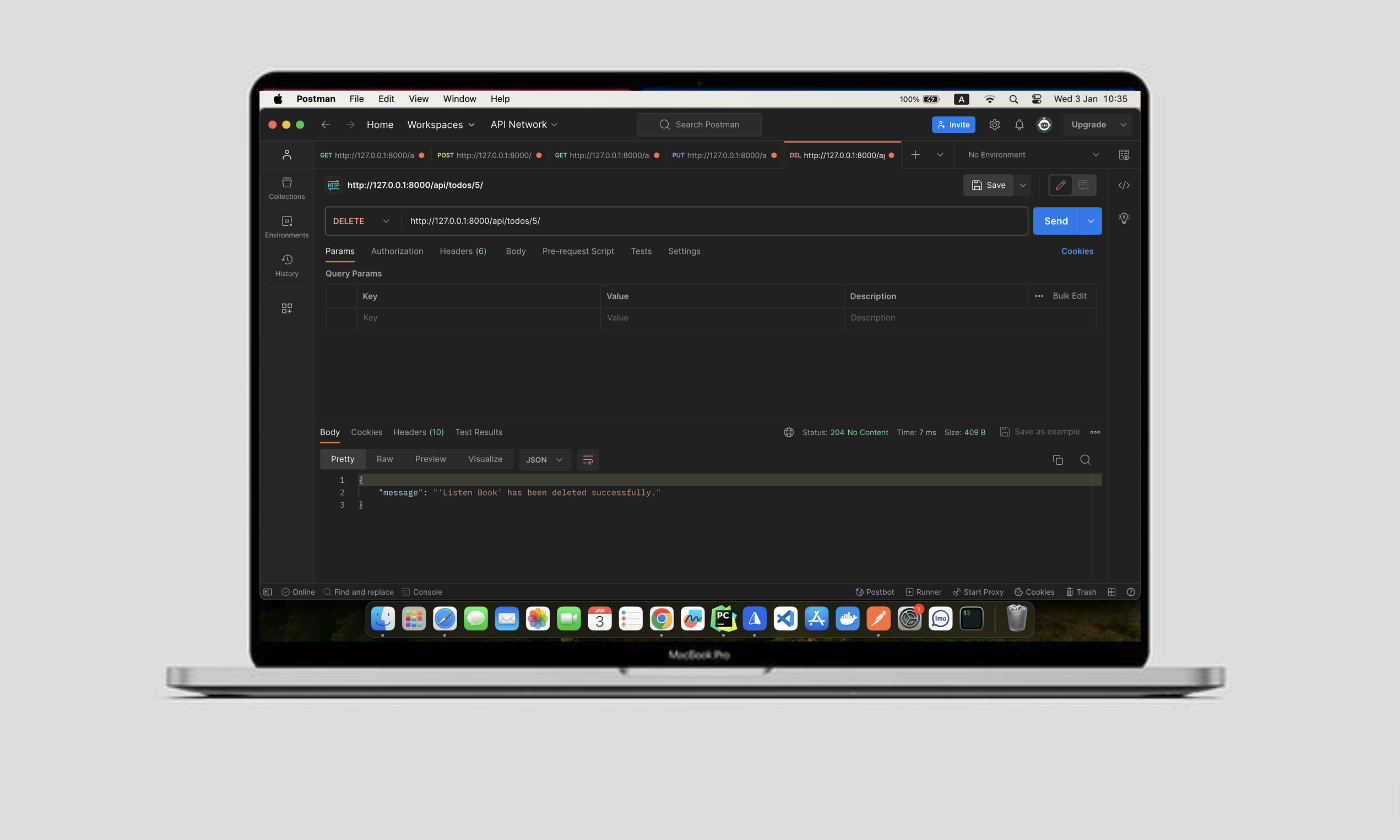 Postman File Edit View Window Help 100% A Wed 3 Jan 10:35
Home Workspaces API Network Search Postman Invite Upgrade
GET http://127.0.0.1:8000/a POST http://127.0.0.1:8000/ GET http://127.0.0.1:8000/a PUT http://127.0.0.1:8000/a DEL http://127.0.0.1:8000/ap No Environment
HTTP http://127.0.0.1:8000/api/todos/5/ Save
Collections
DELETE http://127.0.0.1:8000/api/todos/5/ Send
Environments
Params Authorization Headers (6) Body Pre-request Script Tests Settings Cookies
History
Query Params
Key Value Description Bulk Edit
Key Value Description
Body Cookies Headers (10) Test Results Status: 204 No Content Time: 7 ms Size: 409 B Save as example
Pretty Raw Preview Visualize JSON
1 {
2 "message": "'Listen Book' has been deleted successfully."
3 }
Online Find and replace Console Postbot Runner Start Proxy Cookies Trash
JAN
3
PC
1
imo
$
MacBook Pro